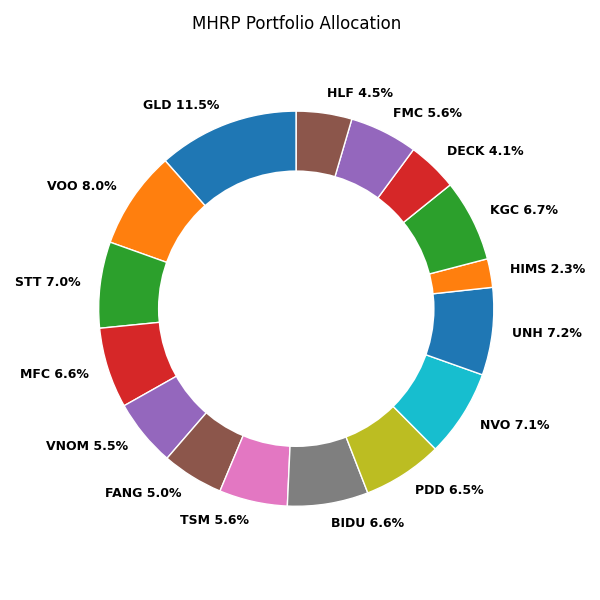 MHRP Portfolio Allocation
HLF 4.5%
GLD 11.5%
FMC 5.6%
DECK 4.1%
VOO 8.0%
KGC 6.7%
HIMS 2.3%
STT 7.0%
UNH 7.2%
MFC 6.6%
NVO 7.1%
VNOM 5.5%
PDD 6.5%
FANG 5.0%
TSM 5.6%
BIDU 6.6%